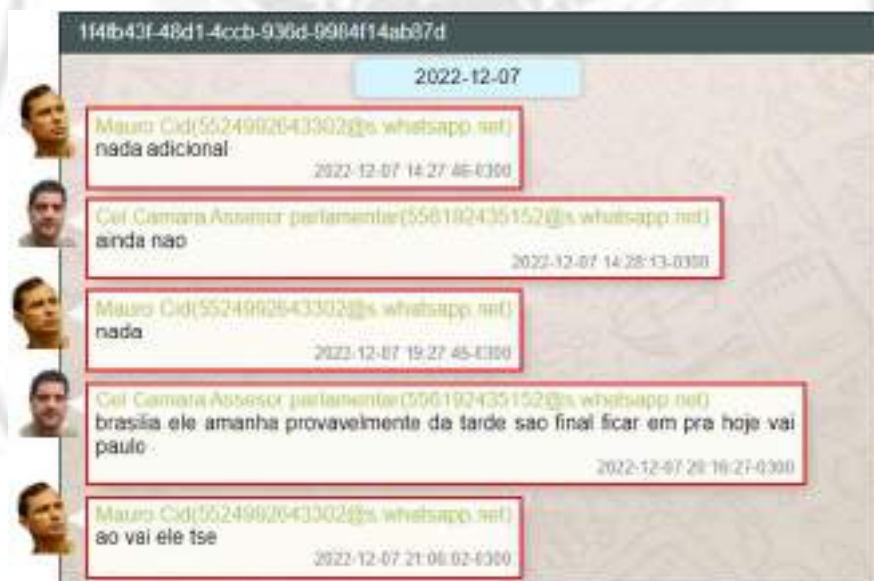 1f4fb43f-48d1-4ccb-936d-9984f14ab87d
2022-12-07
Mauro Cid(5524992643302@s.whatsapp.net)
nada adicional
2022-12-07 14:27:46-0300
Cel Camara Assesor parlamentar(556192435152@s.whatsapp.net)
ainda nao
2022-12-07 14:28:13-0300
Mauro Cid(5524992643302@s.whatsapp.net)
nada
2022-12-07 19:27:46-0300
Cel Camara Assesor parlamentar(556192435152@s.whatsapp.net)
brasilia ele amanha provavelmente da tarde sao final ficar em pra hoje vai
paulo
2022-12-07 20:16:27-0300
Mauro Cid(5524992643302@s.whatsapp.net)
ao vai ele tse
2022-12-07 21:06:02-0300